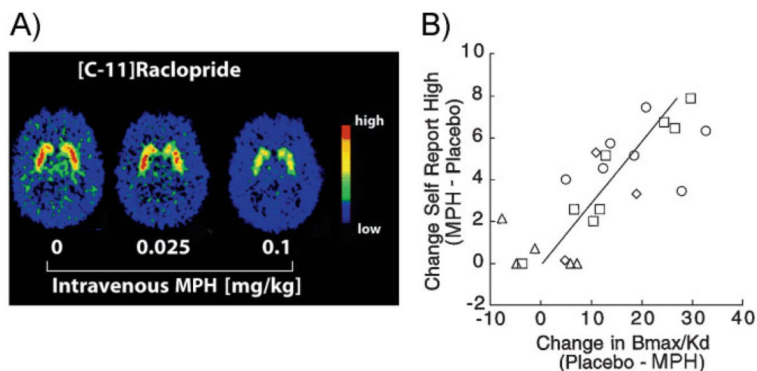 A)
[C-11]Raclopride
high
low
0 0.025 0.1
Intravenous MPH [mg/kg]
B)
Change Self Report High
(MPH - Placebo)
10
8
6
4
2
0
-2
-10 0 10 20 30 40
Change in Bmax/Kd
(Placebo - MPH)